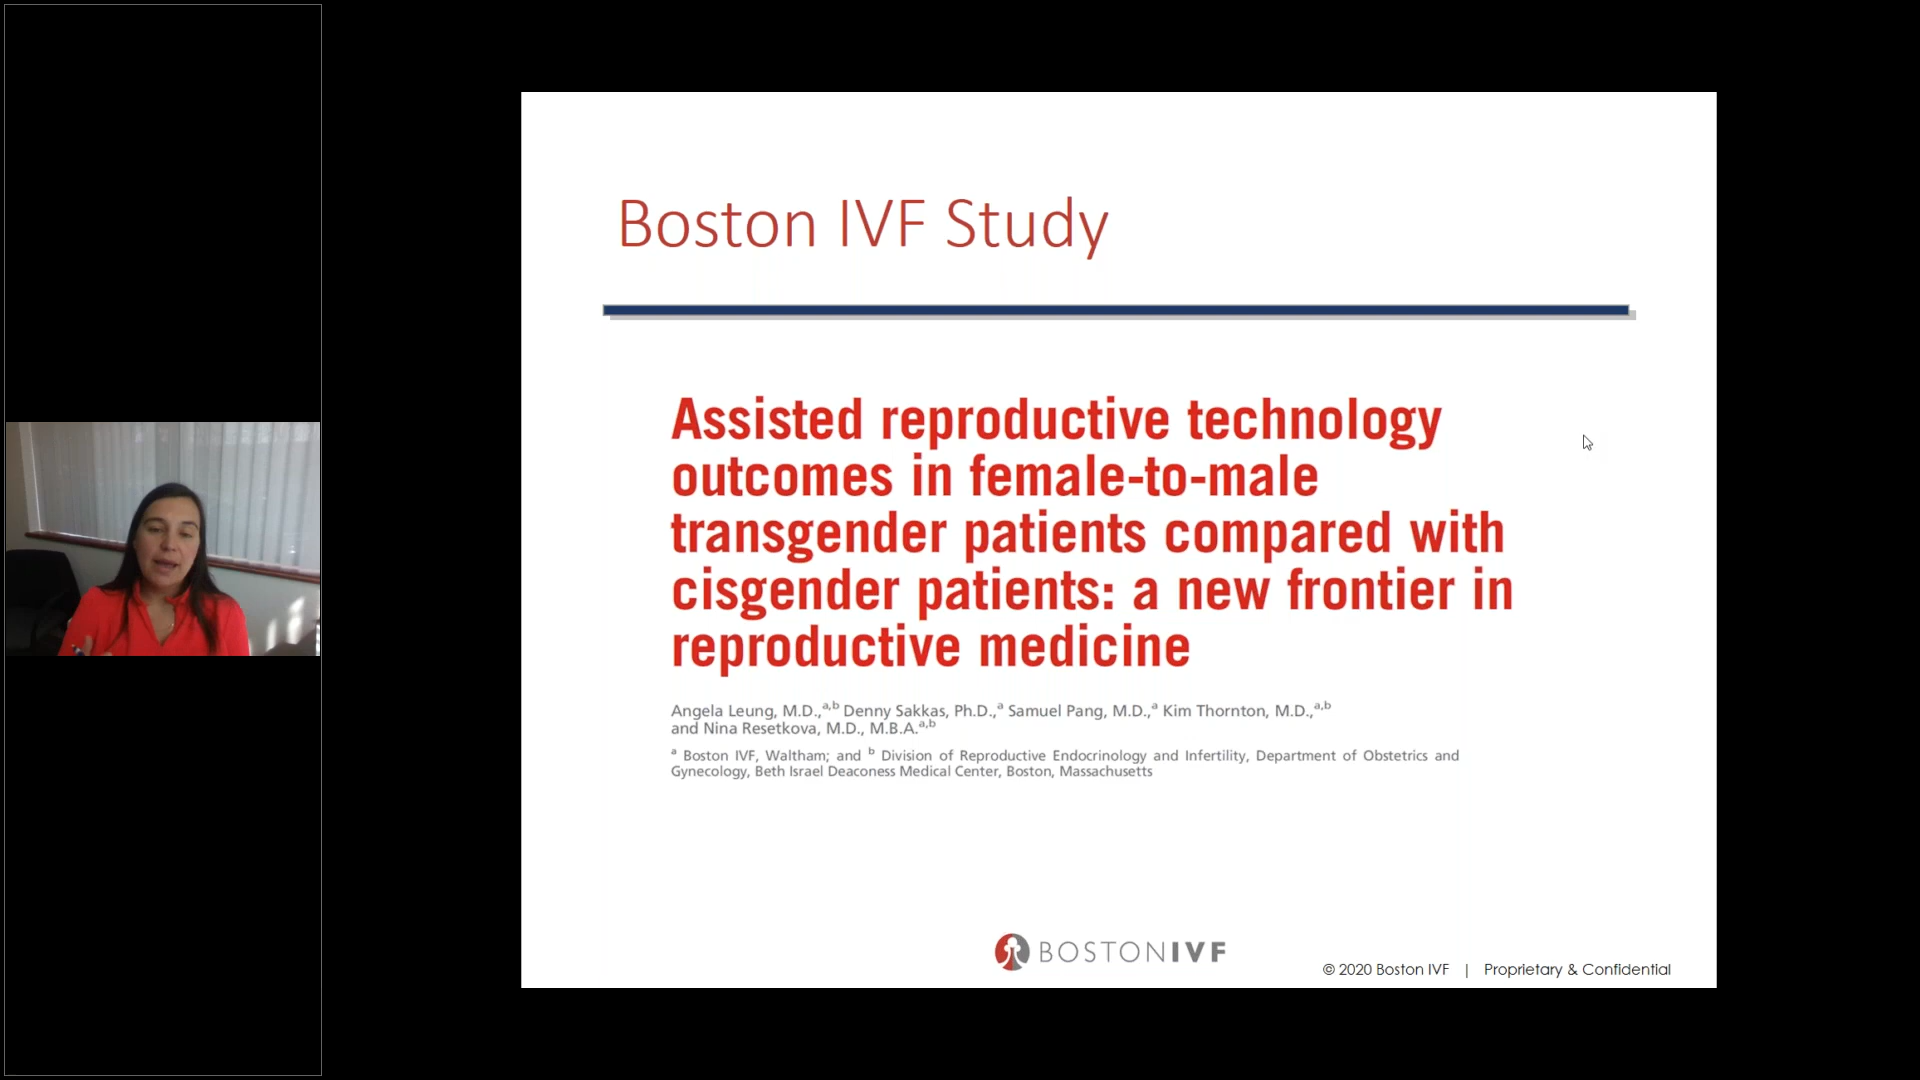 Boston IVF Study
Assisted reproductive technology
outcomes in female-to-male
transgender patients compared with
cisgender patients: a new frontier in
reproductive medicine
Angela Leung, M.D.,a,b Denny Sakkas, Ph.D.,a Samuel Pang, M.D.,a Kim Thornton, M.D.,a,b
and Nina Resetkova, M.D., M.B.A.a,b
a Boston IVF, Waltham; and b Division of Reproductive Endocrinology and Infertility, Department of Obstetrics and
Gynecology, Beth Israel Deaconess Medical Center, Boston, Massachusetts
BOSTONIVF
© 2020 Boston IVF | Proprietary & Confidential